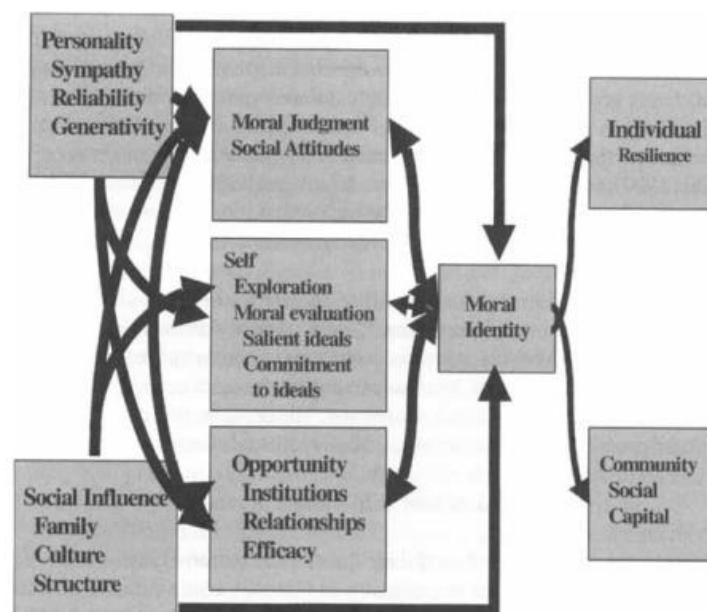 Personality
Sympathy
Reliability
Generativity
Moral Judgment
Social Attitudes
Individual
Resilience
Self
Exploration
Moral evaluation
Salient ideals
Commitment
to ideals
Moral
Identity
Social Influence
Family
Culture
Structure
Opportunity
Institutions
Relationships
Efficacy
Community
Social
Capital